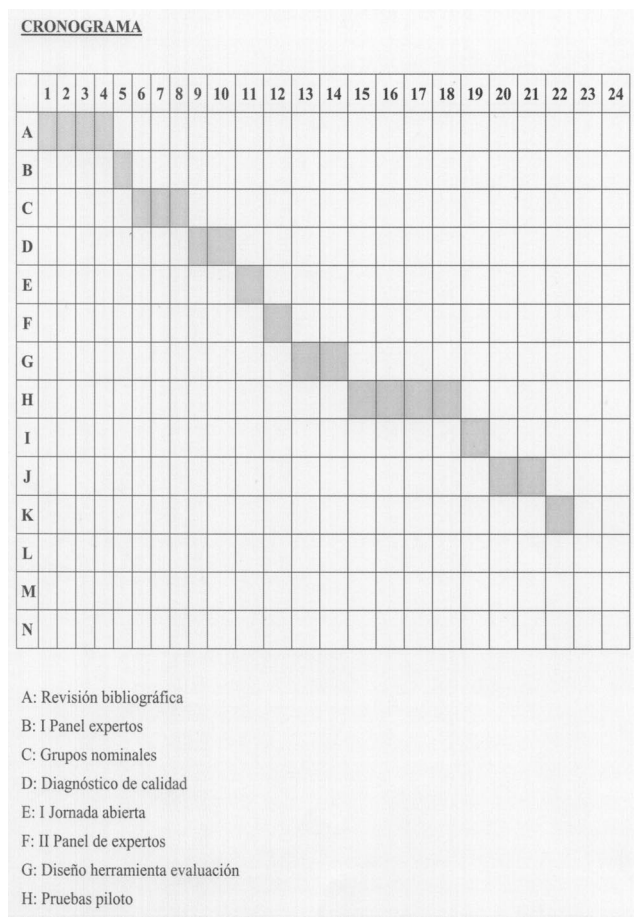 CRONOGRAMA
1 2 3 4 5 6 7 8 9 10 11 12 13 14 15 16 17 18 19 20 21 22 23 24
A
B
C
D
E
F
G
H
I
J
K
L
M
N
A: Revisión bibliográfica
B: I Panel expertos
C: Grupos nominales
D: Diagnóstico de calidad
E: I Jornada abierta
F: II Panel de expertos
G: Diseño herramienta evaluación
H: Pruebas piloto